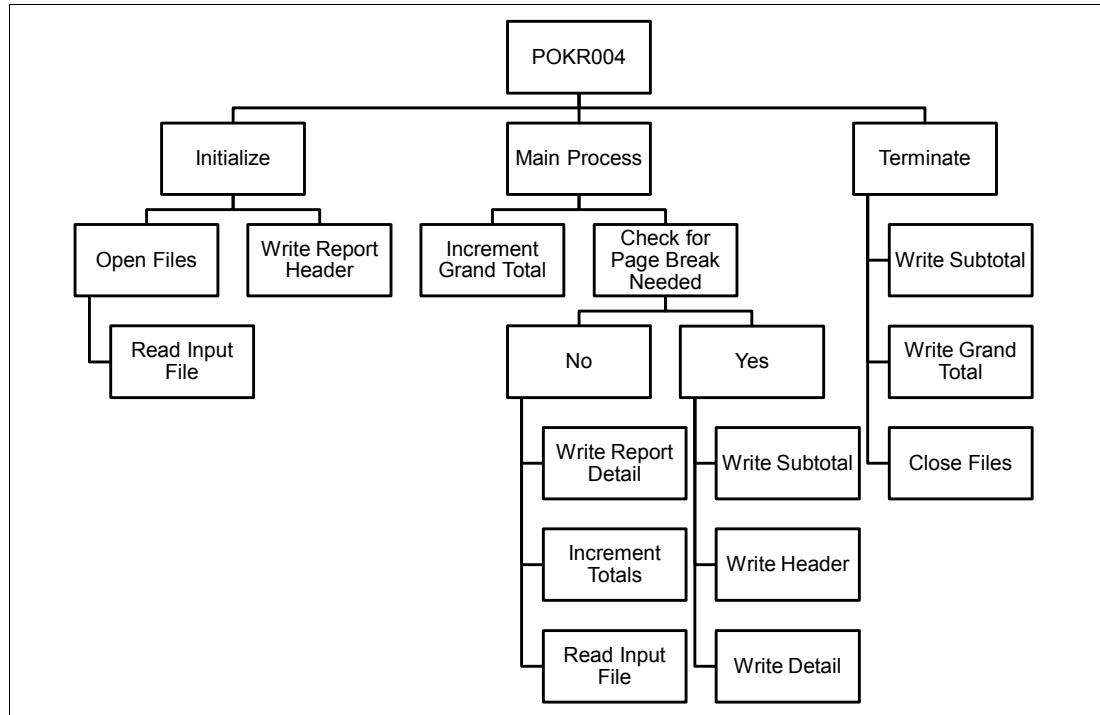 POKR004
Initialize
Main Process
Terminate
Open Files
Write Report
Header
Increment
Grand Total
Check for
Page Break
Needed
Write Subtotal
Read Input
File
No
Yes
Write Grand
Total
Write Report
Detail
Write Subtotal
Close Files
Increment
Totals
Write Header
Read Input
File
Write Detail